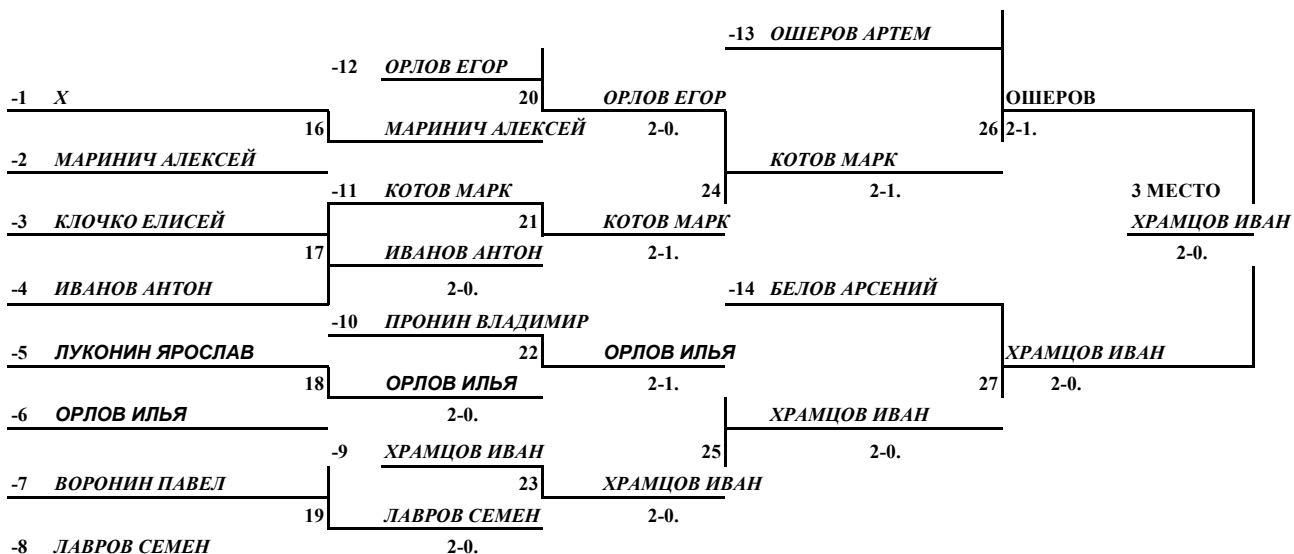 -13 ОШЕРОВ АРТЕМ
-12 ОРЛОВ ЕГОР
-1 Х 20 ОРЛОВ ЕГОР ОШЕРОВ
16 МАРИНИЧ АЛЕКСЕЙ 2-0. 26 2-1.
-2 МАРИНИЧ АЛЕКСЕЙ КОТОВ МАРК
-11 КОТОВ МАРК 24 2-1. 3 МЕСТО
-3 КЛОЧКО ЕЛИСЕЙ 21 КОТОВ МАРК ХРАМЦОВ ИВАН
17 ИВАНОВ АНТОН 2-1. 2-0.
-4 ИВАНОВ АНТОН 2-0. -14 БЕЛОВ АРСЕНИЙ
-10 ПРОНИН ВЛАДИМИР
-5 ЛУКОНИН ЯРОСЛАВ 22 ОРЛОВ ИЛЬЯ ХРАМЦОВ ИВАН
18 ОРЛОВ ИЛЬЯ 2-1. 27 2-0.
-6 ОРЛОВ ИЛЬЯ 2-0. ХРАМЦОВ ИВАН
-9 ХРАМЦОВ ИВАН 25 2-0.
-7 ВОРОНИН ПАВЕЛ 23 ХРАМЦОВ ИВАН
19 ЛАВРОВ СЕМЕН 2-0.
-8 ЛАВРОВ СЕМЕН 2-0.